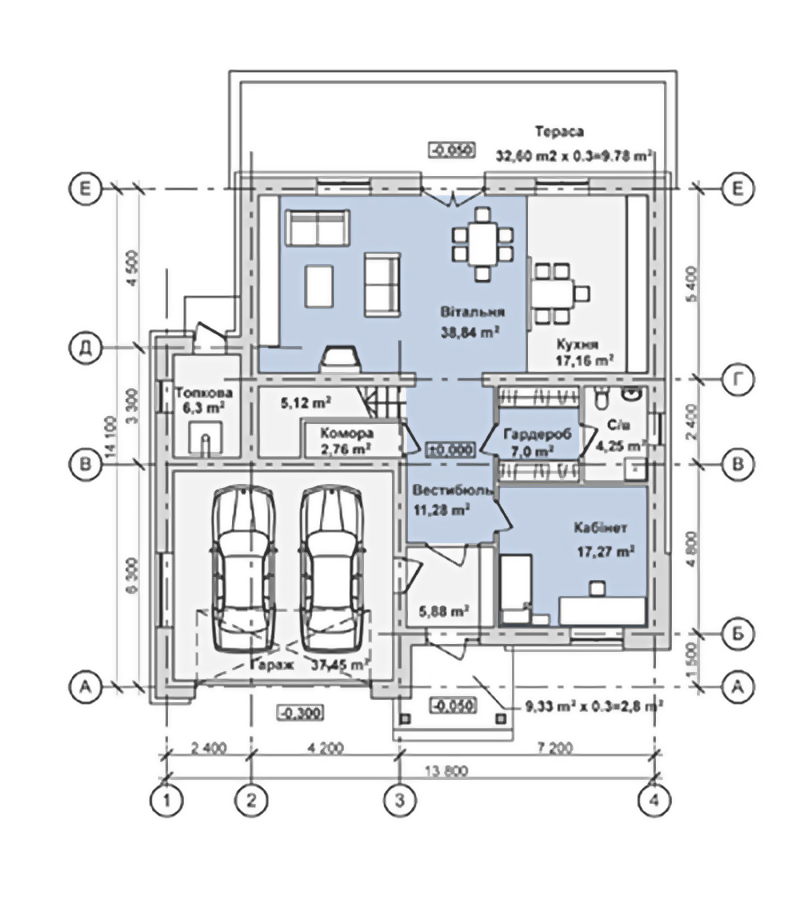 Тераса
-0,050
32,60 m2 x 0.3=9.78 m²
Е
Е
4 500
5 400
Вітальня
38,84 m²
Кухня
17,16 m²
Д
Г
Топкова
6,3 m²
3 300
14 100
5,12 m²
Комора
2,76 m²
±0,000
Гардероб
7,0 m²
С/в
4,25 m²
2 400
В
В
Вестибюль
11,28 m²
Кабінет
17,27 m²
4 800
6 300
5,88 m²
Б
Гараж 37,45 m²
1 500
А
А
-0,300
-0,050
9,33 m² x 0.3=2,8 m²
2 400
4 200
7 200
13 800
1
2
3
4